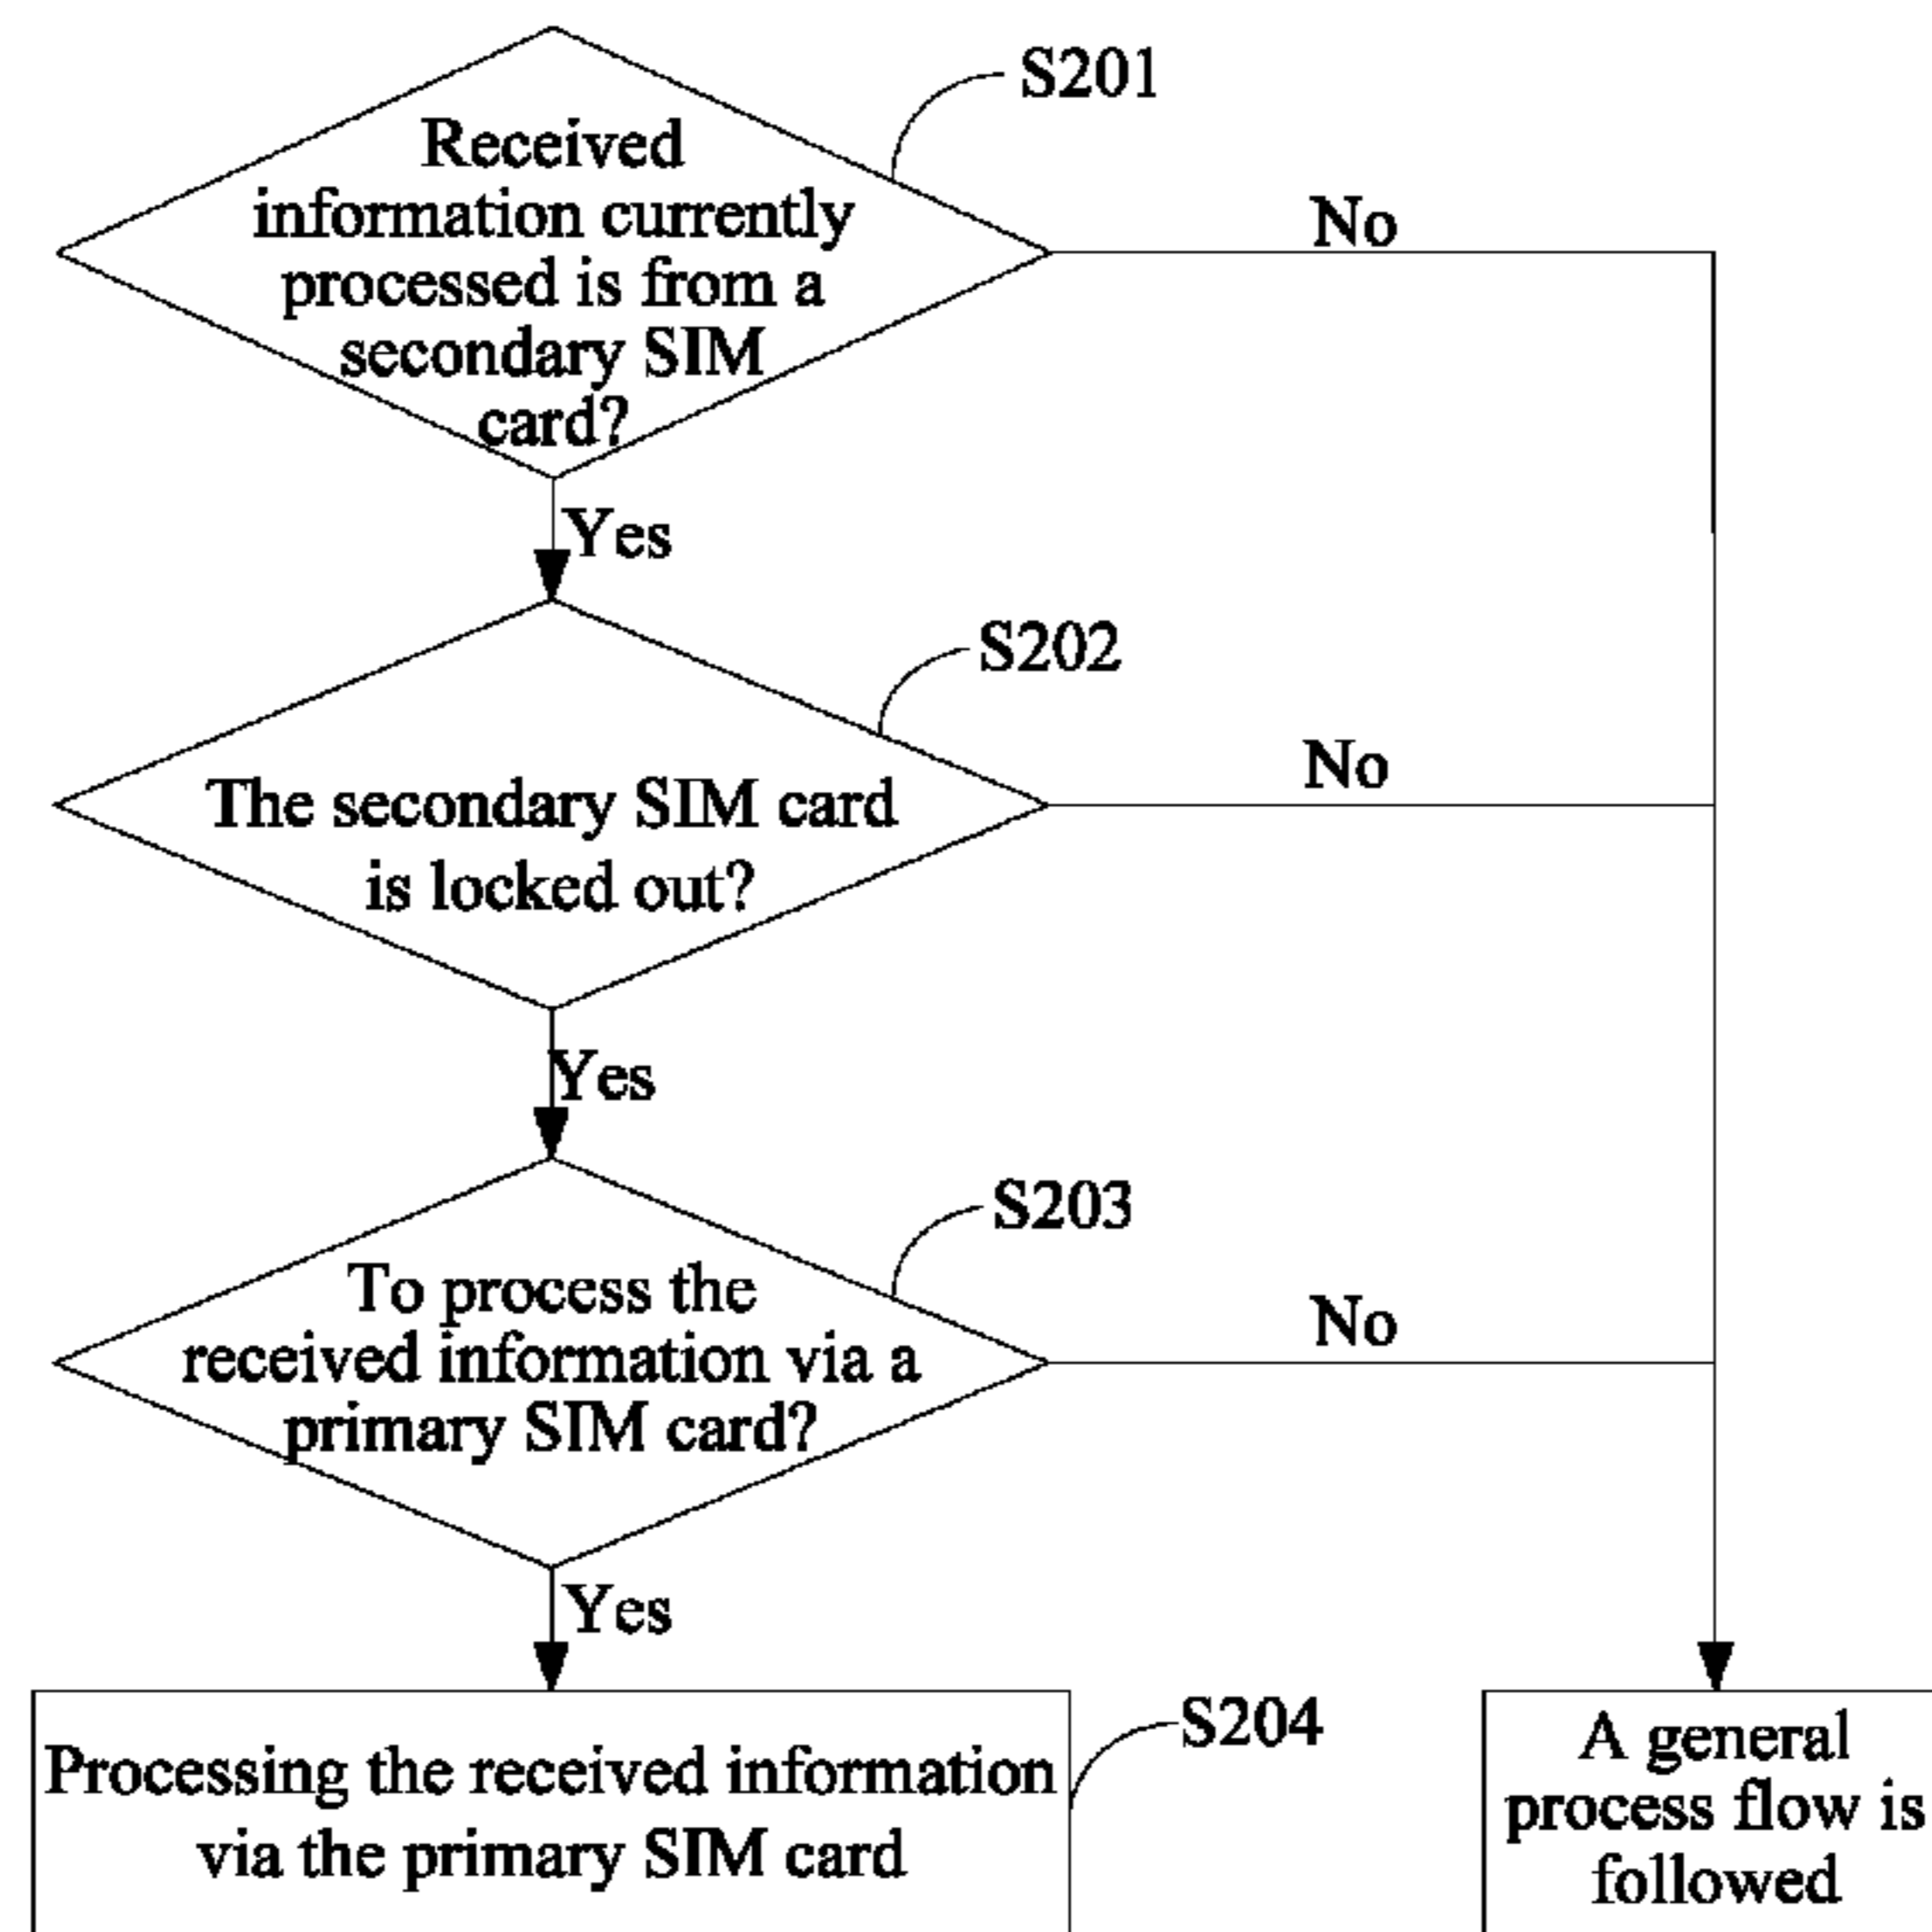 S201
Received
information currently
processed is from a
secondary SIM
card?
No
Yes
S202
The secondary SIM card
is locked out?
No
Yes
S203
To process the
received information via a
primary SIM card?
No
Yes
S204
Processing the received information
via the primary SIM card
A general
process flow is
followed